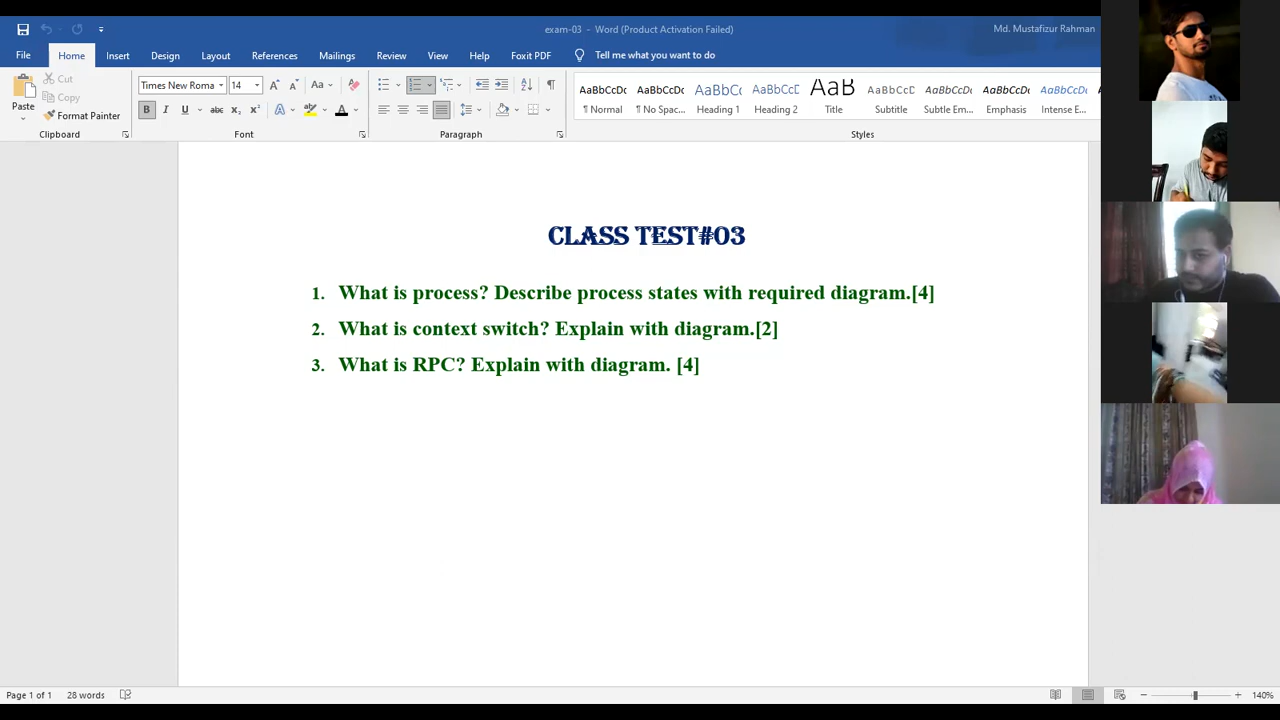 exam-03 - Word (Product Activation Failed)
Md. Mustafizur Rahman
File Home Insert Design Layout References Mailings Review View Help Foxit PDF Tell me what you want to do
Paste
Cut
Copy
Format Painter
Clipboard
Times New Roma 14
Font
Paragraph
AaBbCcDc AaBbCcDc AaBbC( AaBbCcC AaB AaBbCcD AaBbCcDc AaBbCcDc AaBbCcDc
¶ Normal ¶ No Spac... Heading 1 Heading 2 Title Subtitle Subtle Em... Emphasis Intense E...
Styles
CLASS TEST#03
1. What is process? Describe process states with required diagram.[4]
2. What is context switch? Explain with diagram.[2]
3. What is RPC? Explain with diagram. [4]
Page 1 of 1 28 words
140%